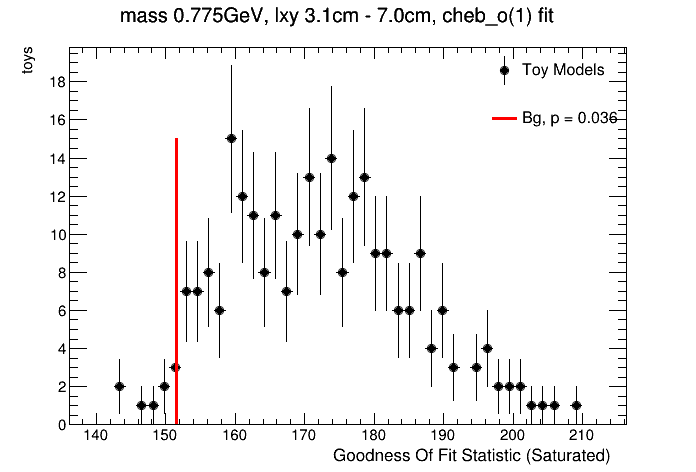 mass 0.775GeV, lxy 3.1cm - 7.0cm, cheb_o(1) fit
toys
Toy Models
Bg, p = 0.036
18
16
14
12
10
8
6
4
2
0
140 150 160 170 180 190 200 210
Goodness Of Fit Statistic (Saturated)